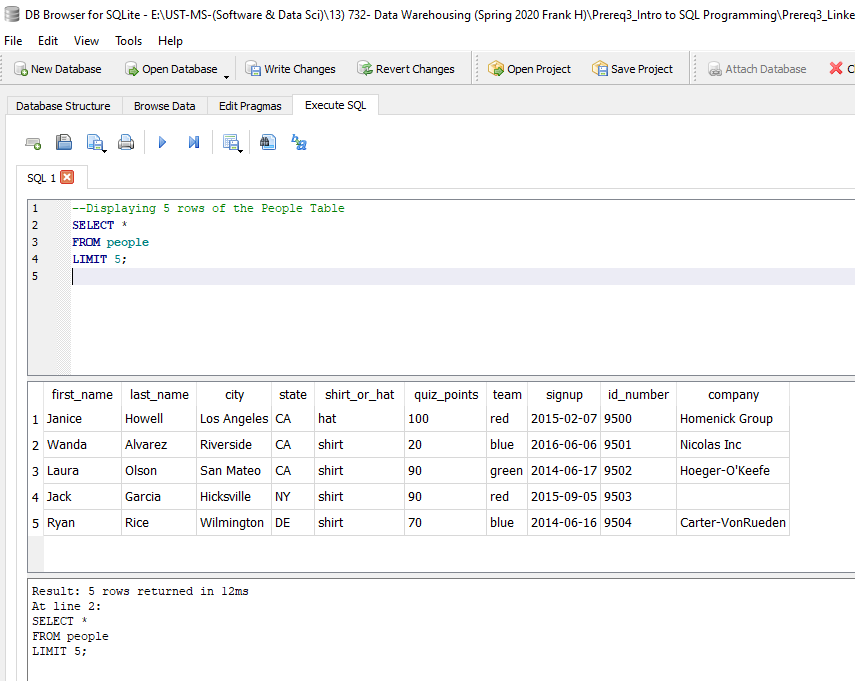 DB Browser for SQLite - E:\UST-MS-(Software & Data Sci)\13) 732- Data Warehousing (Spring 2020 Frank H)\Prereq3_Intro to SQL Programming\Prereq3_Linke
File Edit View Tools Help
New Database Open Database Write Changes Revert Changes Open Project Save Project Attach Database Cl
Database Structure Browse Data Edit Pragmas Execute SQL
SQL 1
1 --Displaying 5 rows of the People Table
2 SELECT *
3 FROM people
4 LIMIT 5;
5
first_name last_name city state shirt_or_hat quiz_points team signup id_number company
1 Janice Howell Los Angeles CA hat 100 red 2015-02-07 9500 Homenick Group
2 Wanda Alvarez Riverside CA shirt 20 blue 2016-06-06 9501 Nicolas Inc
3 Laura Olson San Mateo CA shirt 90 green 2014-06-17 9502 Hoeger-O'Keefe
4 Jack Garcia Hicksville NY shirt 90 red 2015-09-05 9503
5 Ryan Rice Wilmington DE shirt 70 blue 2014-06-16 9504 Carter-VonRueden
Result: 5 rows returned in 12ms
At line 2:
SELECT *
FROM people
LIMIT 5;